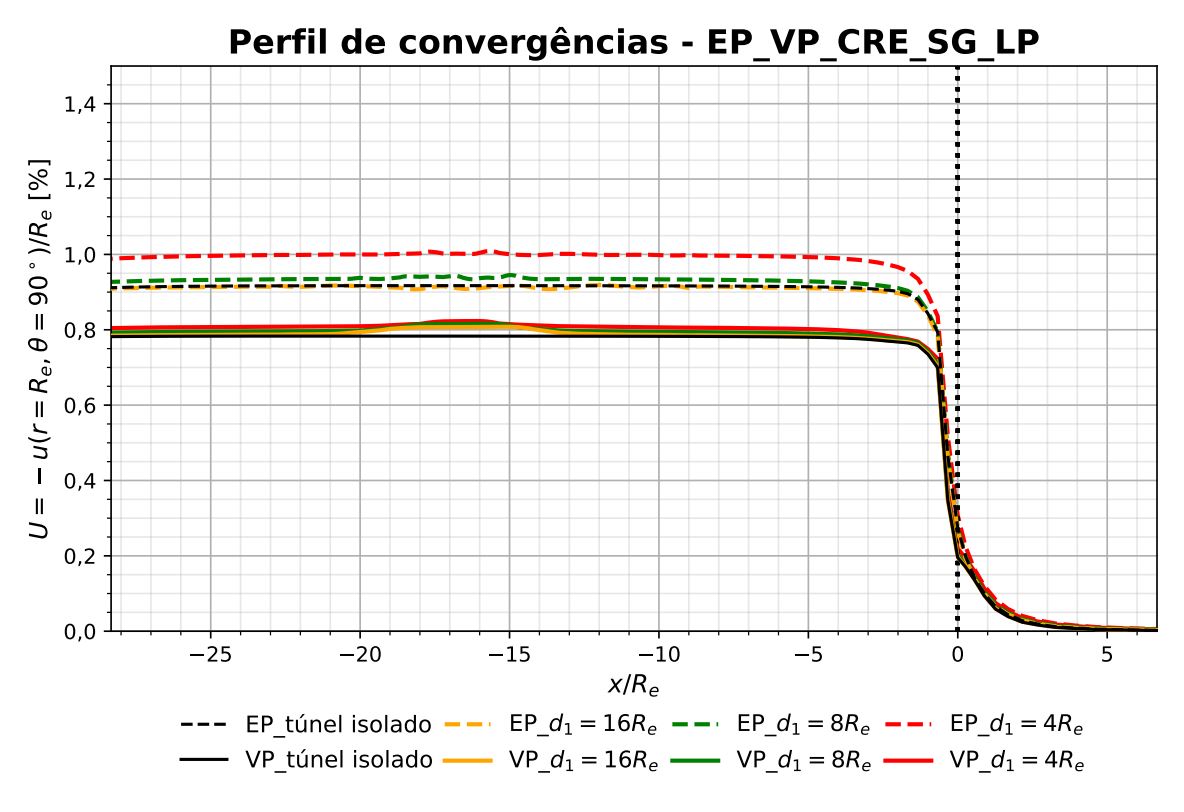 Perfil de convergências - EP_VP_CRE_SG_LP
U = − u(r = Rₑ, θ = 90°)/Rₑ [%]
1,4
1,2
1,0
0,8
0,6
0,4
0,2
0,0
−25 −20 −15 −10 −5 0 5
x/Rₑ
EP_túnel isolado EP_d₁ = 16Rₑ EP_d₁ = 8Rₑ EP_d₁ = 4Rₑ
VP_túnel isolado VP_d₁ = 16Rₑ VP_d₁ = 8Rₑ VP_d₁ = 4Rₑ